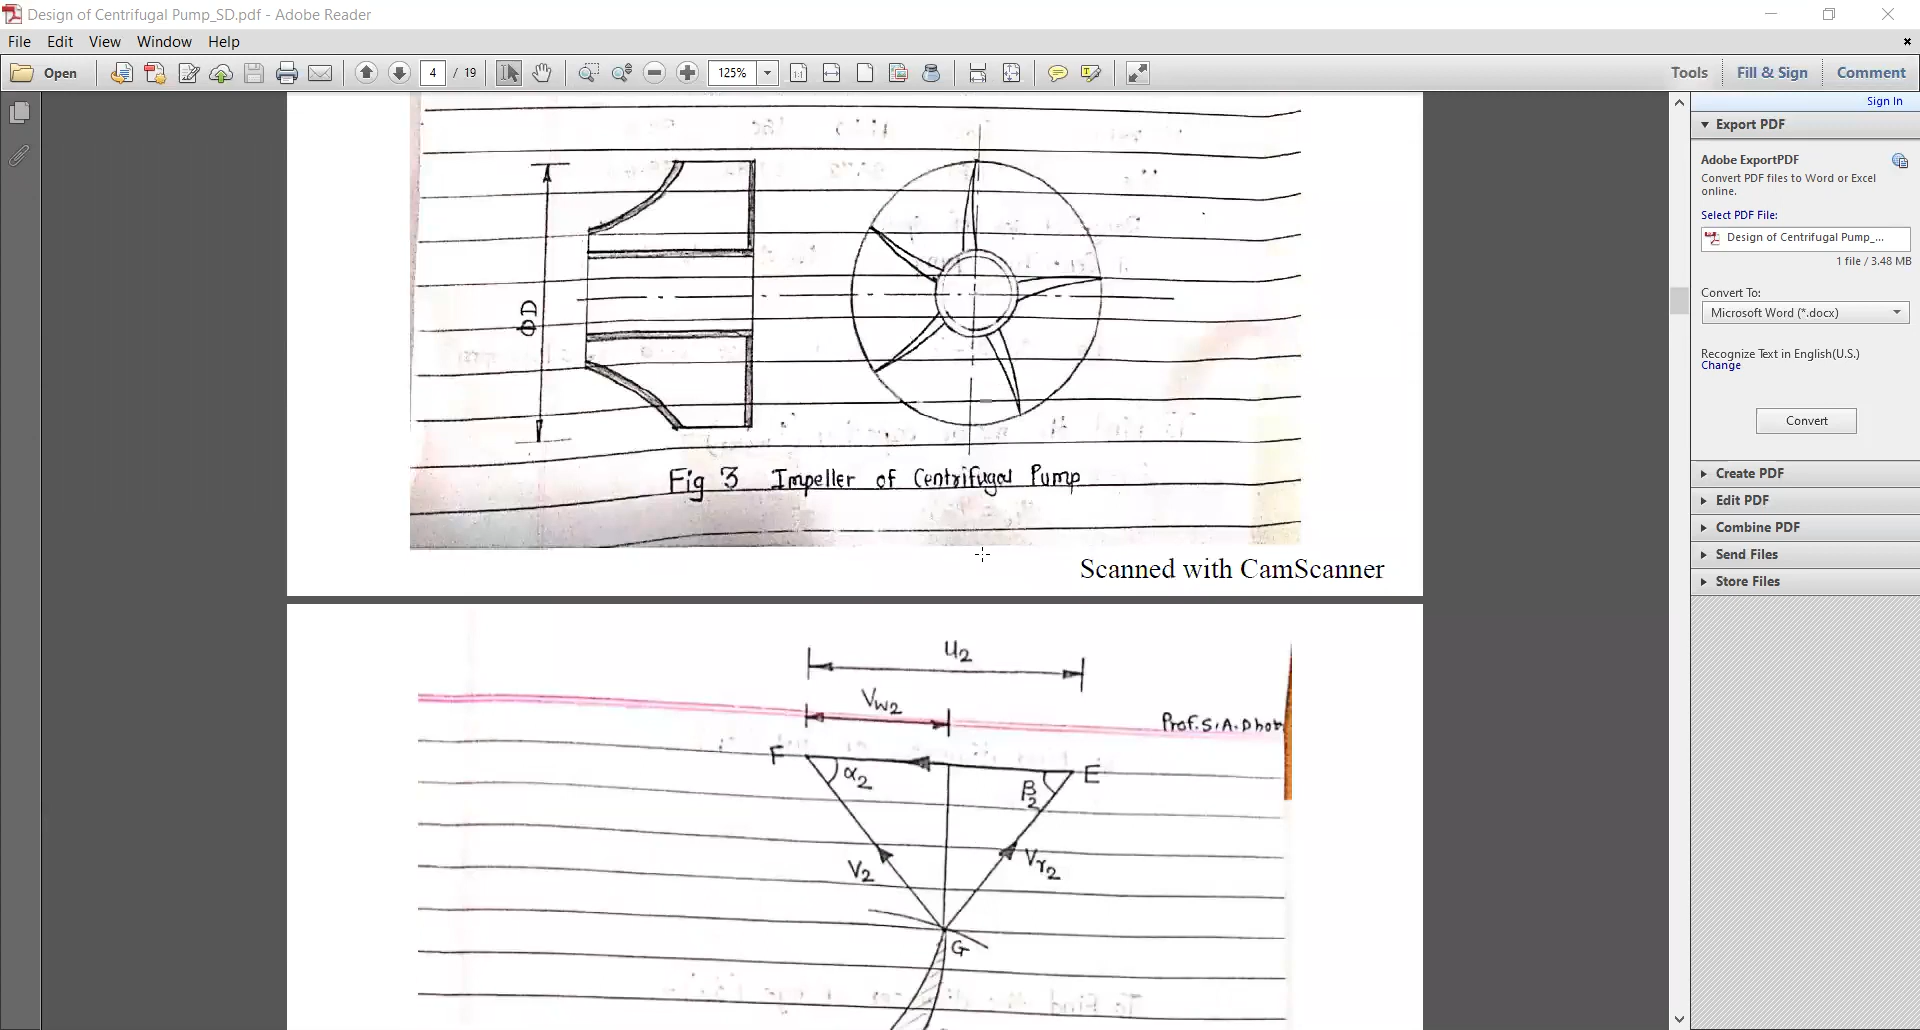 Design of Centrifugal Pump_SD.pdf - Adobe Reader
File Edit View Window Help
Open 4 / 19 125% Tools Fill & Sign Comment
Sign In
Export PDF
Adobe ExportPDF
Convert PDF files to Word or Excel
online.
Select PDF File:
Design of Centrifugal Pump_...
1 file / 3.48 MB
Convert To:
Microsoft Word (*.docx)
Recognize Text in English(U.S.)
Change
Convert
Create PDF
Edit PDF
Combine PDF
Send Files
Store Files
ΦD
Fig 3 Impeller of Centrifugal Pump
Scanned with CamScanner
u2
Vw2
Prof.S.A.Dhot
F α2 β2 E
V2 Vr2
G